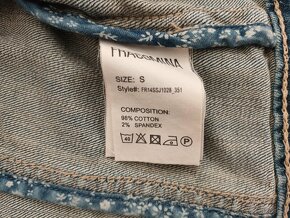 FRACOMINA
SIZE: S
Style#: FR14SSJ1028_351
COMPOSITION:
98% COTTON
2% SPANDEX